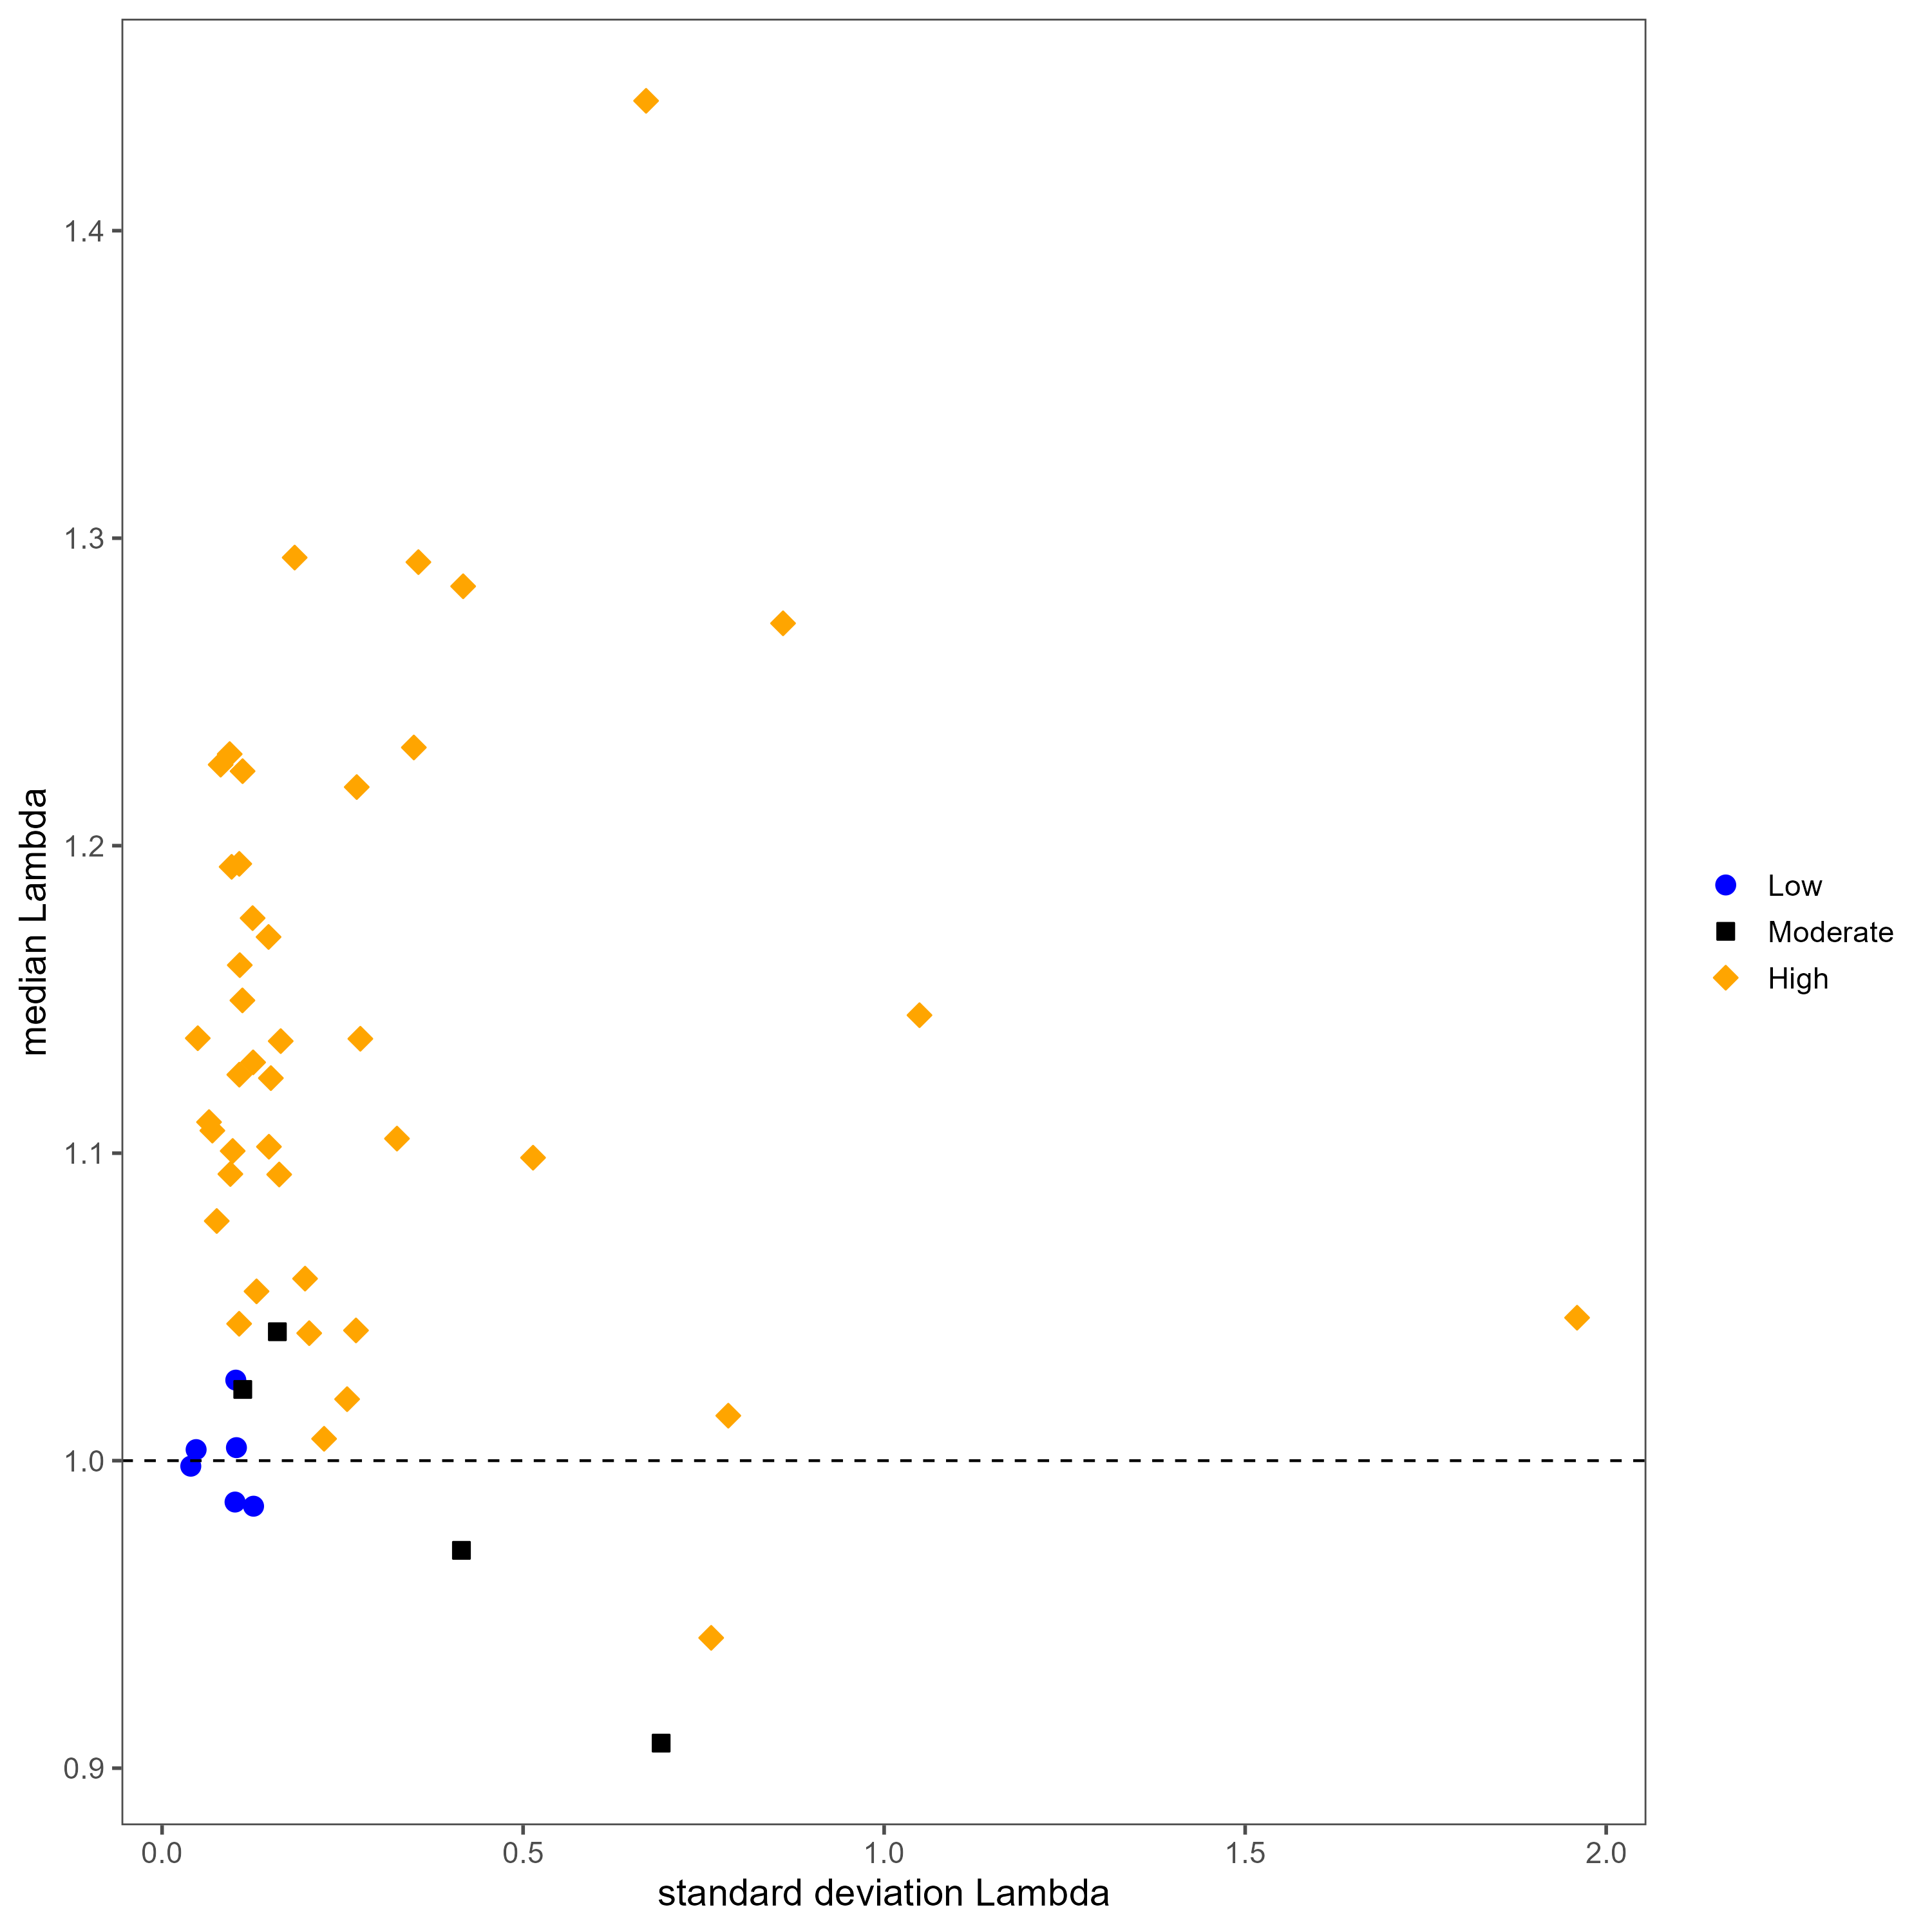 median Lambda
1.4
1.3
1.2
1.1
1.0
0.9
0.0 0.5 1.0 1.5 2.0
standard deviation Lambda
Low
Moderate
High